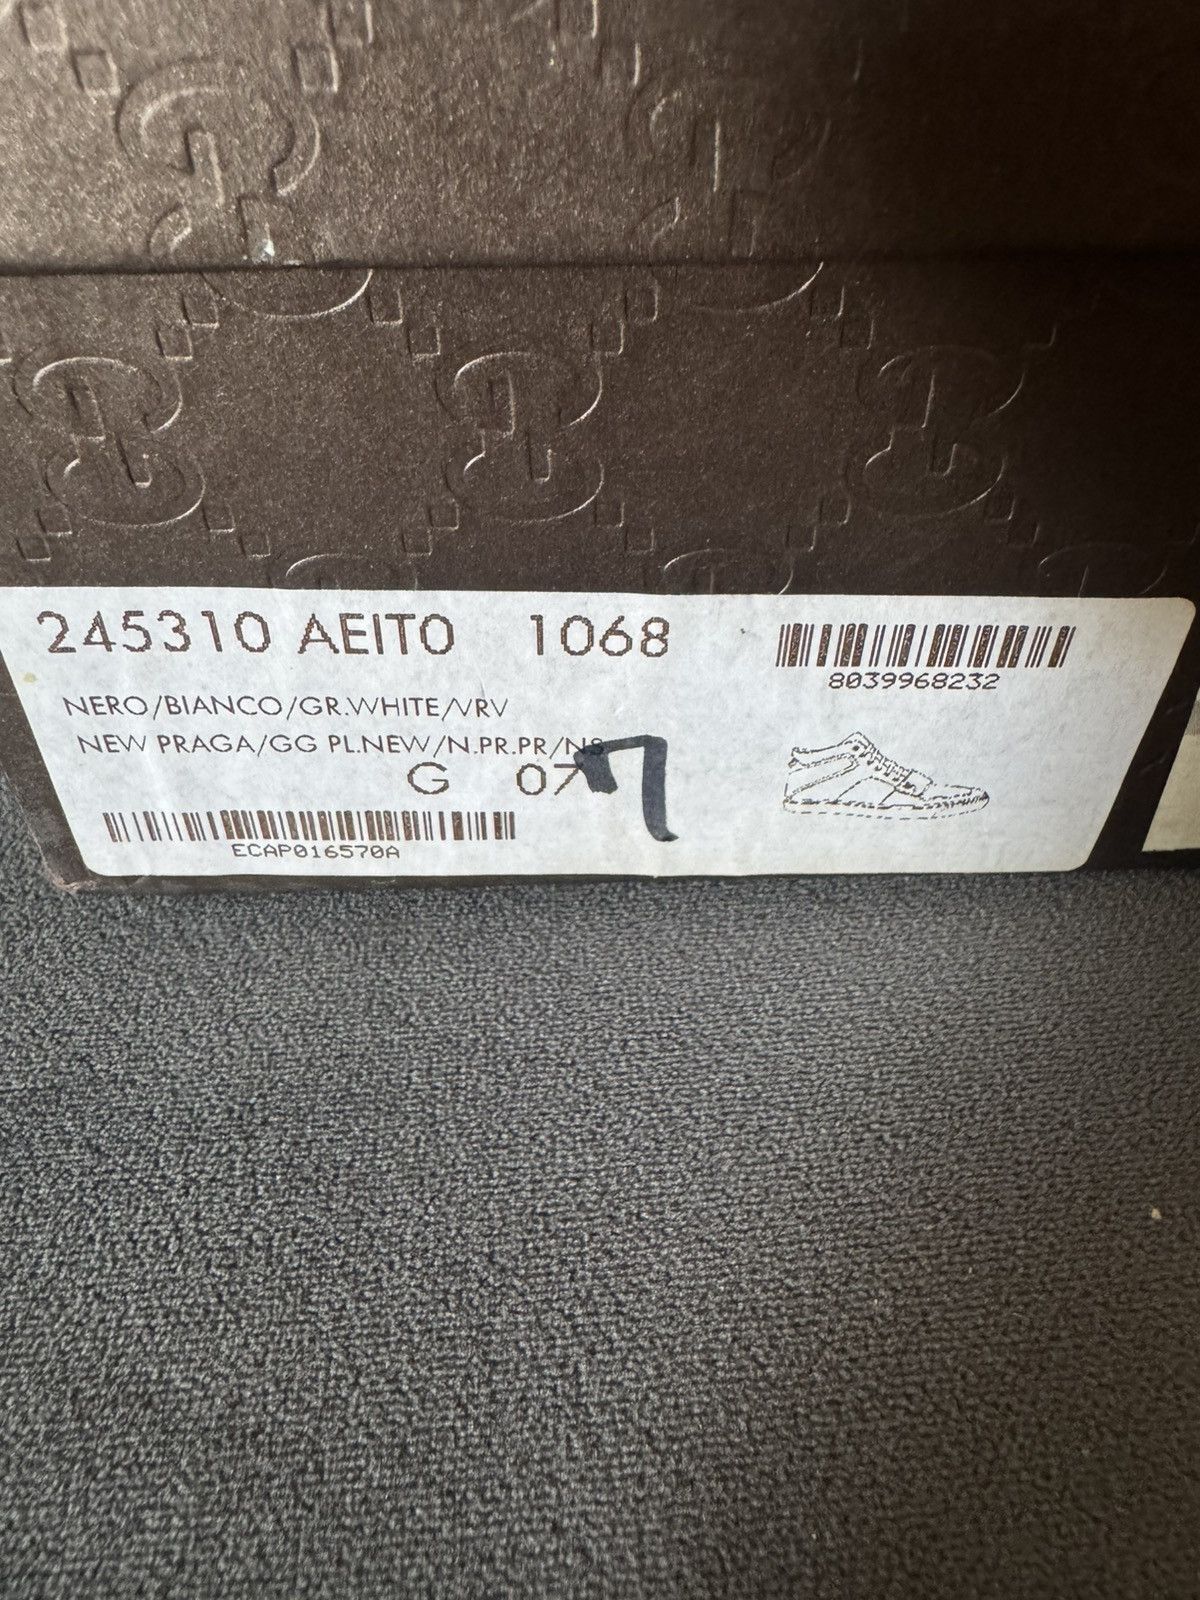 245310 AEIT0 1068
8039968232
NERO/BIANCO/GR.WHITE/VRV
NEW PRAGA/GG PL.NEW/N.PR.PR/NS
G 07 7
ECAP016570A